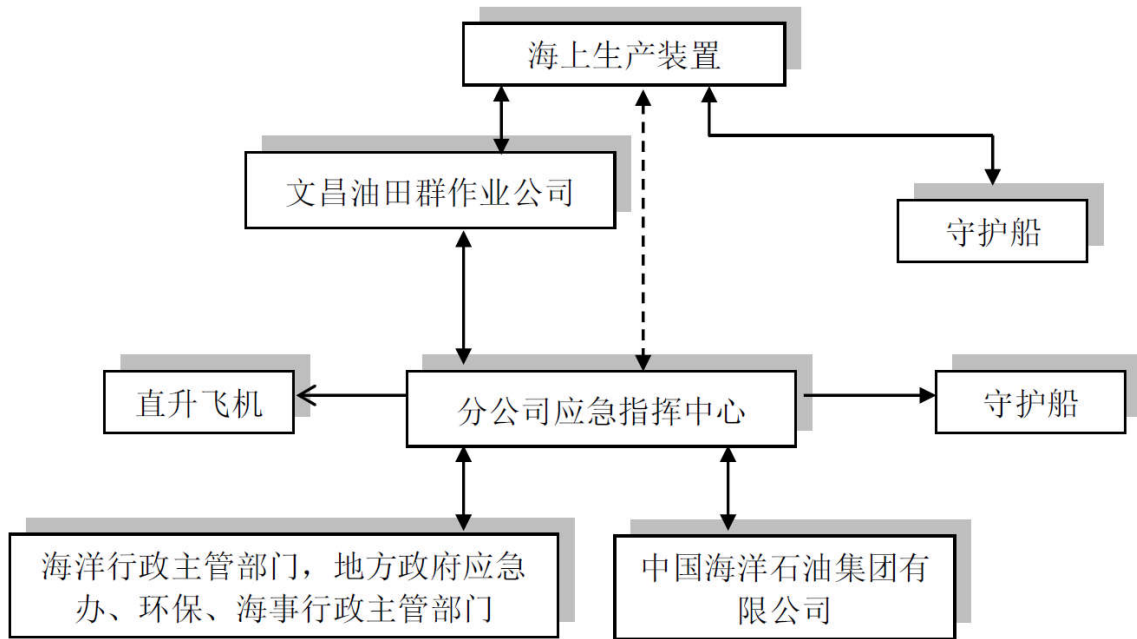 海上生产装置
文昌油田群作业公司
守护船
直升飞机
分公司应急指挥中心
守护船
海洋行政主管部门，地方政府应急
办、环保、海事行政主管部门
中国海洋石油集团有
限公司